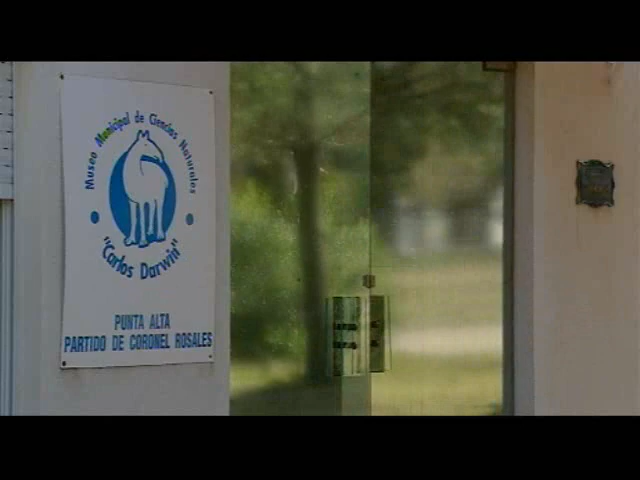 Museo Municipal de Ciencias Naturales
"Carlos Darwin"
PUNTA ALTA
PARTIDO DE CORONEL ROSALES